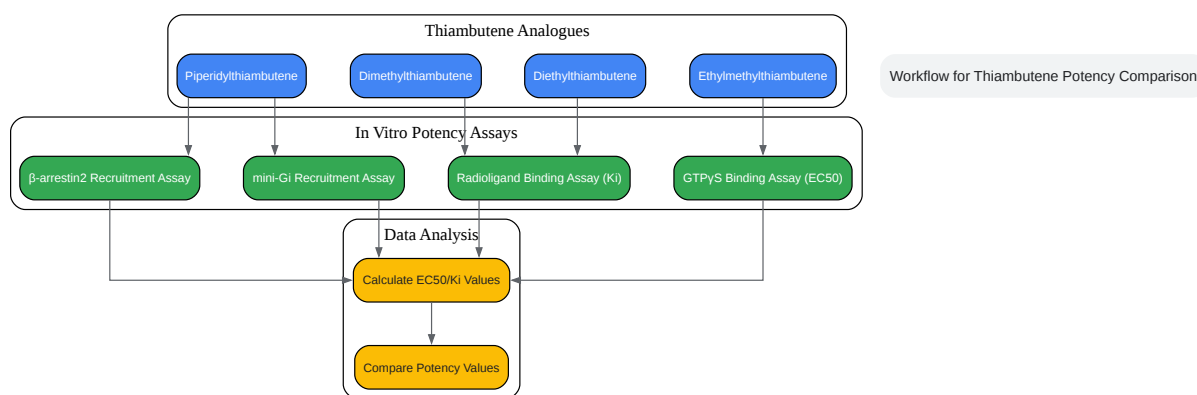 Thiambutene Analogues
Piperidylthiambutene
Dimethylthiambutene
Diethylthiambutene
Ethylmethylthiambutene
Workflow for Thiambutene Potency Comparison
In Vitro Potency Assays
β-arrestin2 Recruitment Assay
mini-Gi Recruitment Assay
Radioligand Binding Assay (Ki)
GTPγS Binding Assay (EC50)
Data Analysis
Calculate EC50/Ki Values
Compare Potency Values